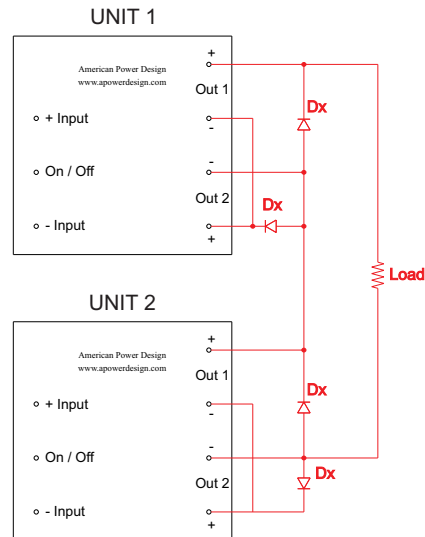 UNIT 1
+
American Power Design
www.apowerdesign.com
Out 1
Dx
+ Input
-
On / Off
-
Out 2
Dx
- Input
+
Load
UNIT 2
+
American Power Design
www.apowerdesign.com
Out 1
+ Input
-
Dx
On / Off
-
Out 2
Dx
- Input
+